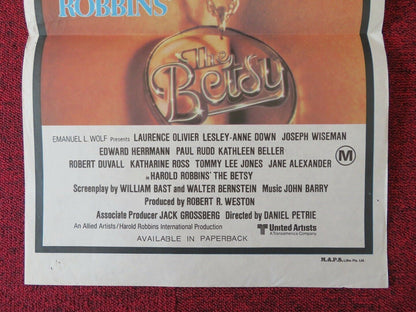 ROBBINS'
The
Betsy
EMANUEL L. WOLF Presents LAURENCE OLIVIER LESLEY-ANNE DOWN JOSEPH WISEMAN
EDWARD HERRMANN PAUL RUDD KATHLEEN BELLER
ROBERT DUVALL KATHARINE ROSS TOMMY LEE JONES JANE ALEXANDER
in HAROLD ROBBINS' THE BETSY
M
Screenplay by WILLIAM BAST and WALTER BERNSTEIN Music JOHN BARRY
Produced by ROBERT R. WESTON
Associate Producer JACK GROSSBERG Directed by DANIEL PETRIE
An Allied Artists/Harold Robbins International Production
United Artists
A Transamerica Company
AVAILABLE IN PAPERBACK
M.A.P.S. Litho. Pty. Ltd.